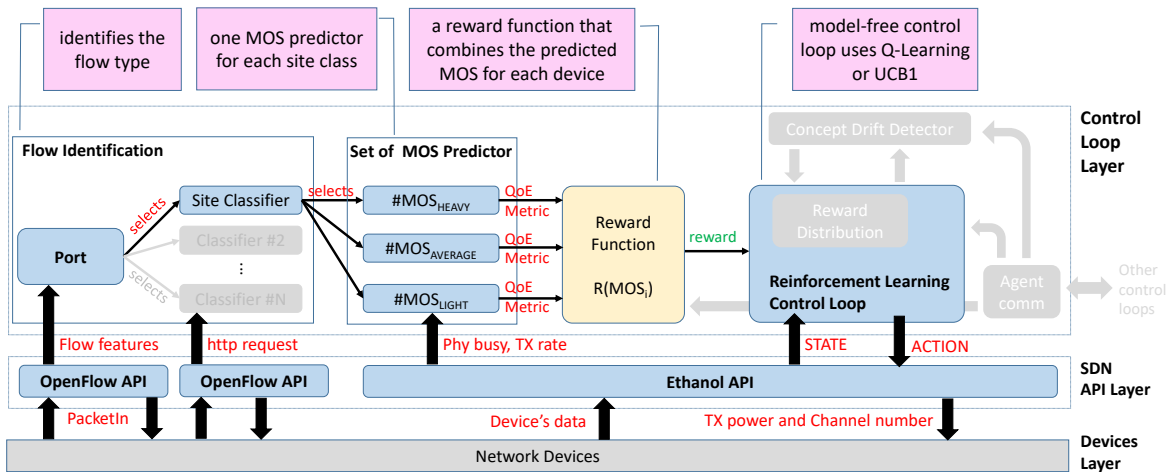 identifies the
flow type
one MOS predictor
for each site class
a reward function that
combines the predicted
MOS for each device
model-free control
loop uses Q-Learning
or UCB1
Control
Loop
Layer
Flow Identification
Set of MOS Predictor
Concept Drift Detector
selects
Site Classifier
selects
#MOSHEAVY
QoE
Metric
Classifier #2
Port
...
selects
Classifier #N
#MOSAVERAGE
QoE
Metric
#MOSLIGHT
QoE
Metric
Reward
Function
R(MOSi)
reward
Reward
Distribution
Reinforcement Learning
Control Loop
Agent
comm
Other
control
loops
Flow features
http request
Phy busy, TX rate
STATE
ACTION
OpenFlow API
OpenFlow API
Ethanol API
SDN
API Layer
PacketIn
Device's data
TX power and Channel number
Network Devices
Devices
Layer